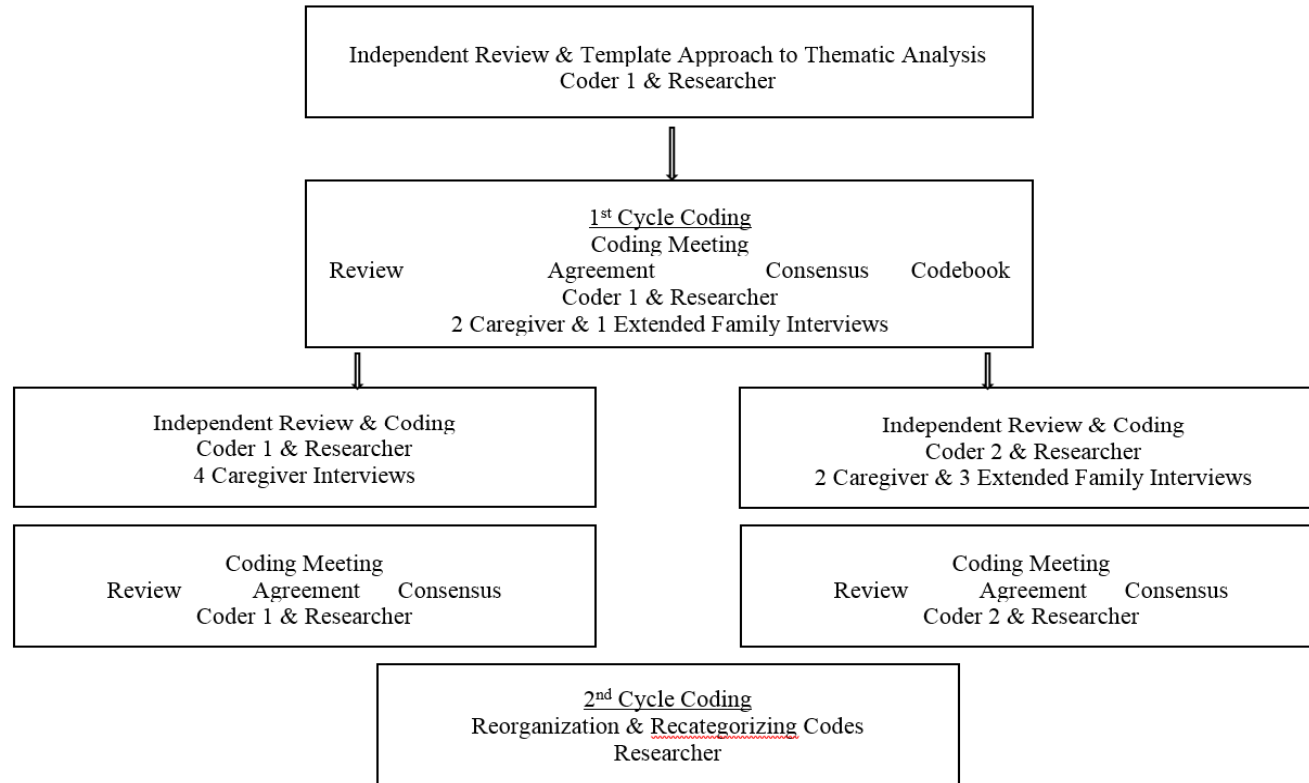 Independent Review & Template Approach to Thematic Analysis
Coder 1 & Researcher
1st Cycle Coding
Coding Meeting
Review Agreement Consensus Codebook
Coder 1 & Researcher
2 Caregiver & 1 Extended Family Interviews
Independent Review & Coding
Coder 1 & Researcher
4 Caregiver Interviews
Independent Review & Coding
Coder 2 & Researcher
2 Caregiver & 3 Extended Family Interviews
Coding Meeting
Review Agreement Consensus
Coder 1 & Researcher
Coding Meeting
Review Agreement Consensus
Coder 2 & Researcher
2nd Cycle Coding
Reorganization & Recategorizing Codes
Researcher